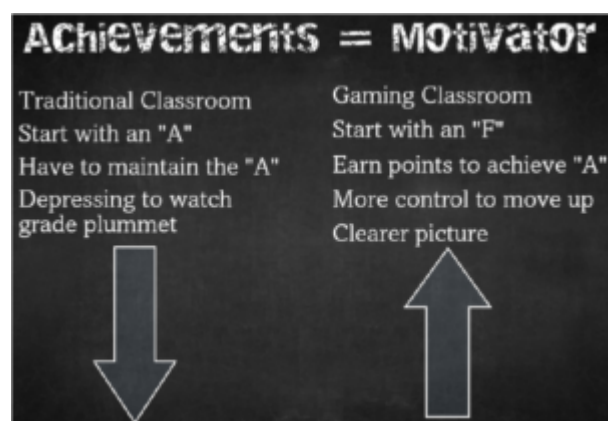 Achievements = Motivator
Traditional Classroom
Start with an "A"
Have to maintain the "A"
Depressing to watch
grade plummet
Gaming Classroom
Start with an "F"
Earn points to achieve "A"
More control to move up
Clearer picture